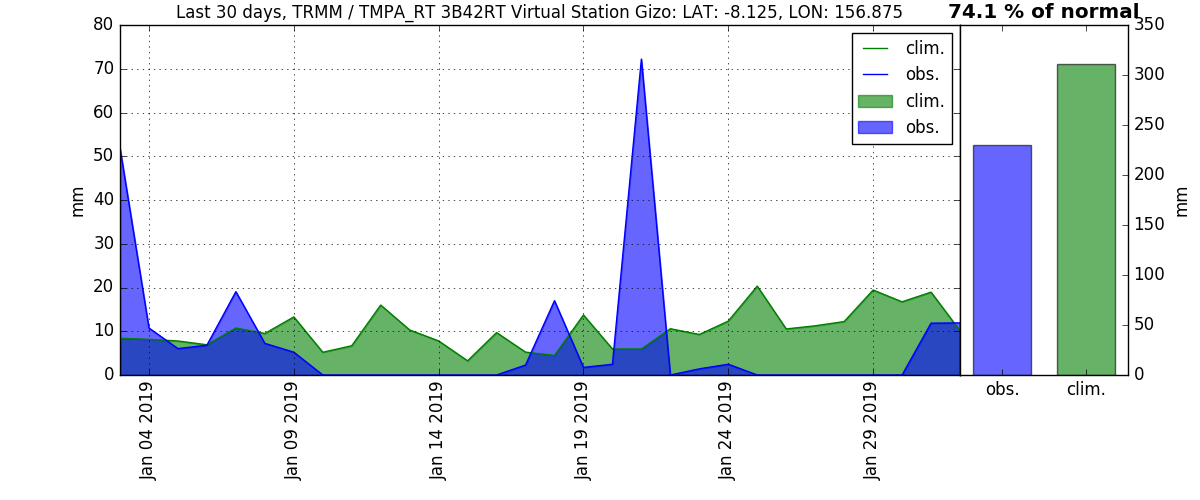 Last 30 days, TRMM / TMPA_RT 3B42RT Virtual Station Gizo: LAT: -8.125, LON: 156.875
74.1 % of normal
80
70
60
50
40
30
20
10
0
mm
clim.
obs.
clim.
obs.
Jan 04 2019
Jan 09 2019
Jan 14 2019
Jan 19 2019
Jan 24 2019
Jan 29 2019
350
300
250
200
150
100
50
0
mm
obs.
clim.